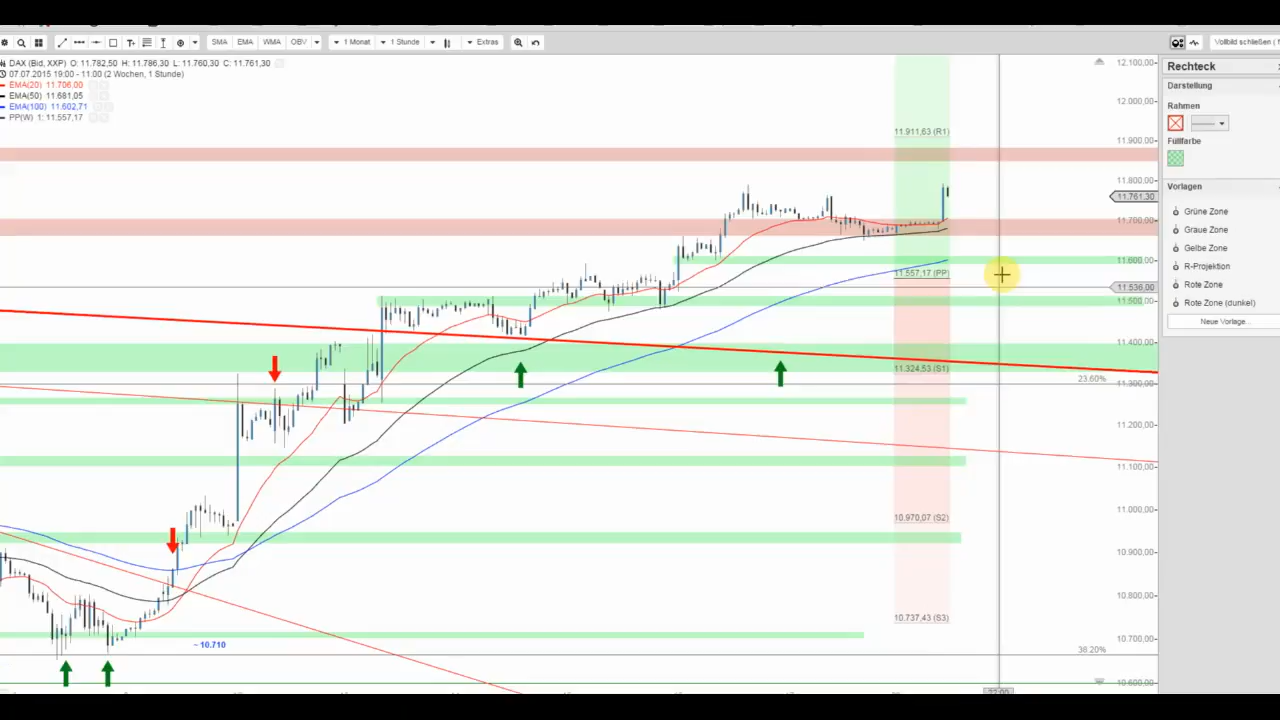 SMA EMA WMA OBV 1 Monat 1 Stunde Extras Vollbild schließen
DAX (Bid, XXP) O: 11.782,50 H: 11.786,30 L: 11.760,30 C: 11.761,30
07.07.2015 19:00 - 11:00 (2 Wochen, 1 Stunde)
EMA(20) 11.706,00
EMA(50) 11.681,05
EMA(100) 11.602,71
PP(W) 1: 11.557,17
12.100,00
12.000,00
11.900,00
11.800,00
11.761,30
11.700,00
11.600,00
11.536,00
11.500,00
11.400,00
11.300,00
11.200,00
11.100,00
11.000,00
10.900,00
10.800,00
10.700,00
10.600,00
11.911,63 (R1)
11.557,17 (PP)
11.324,53 (S1)
23.60%
10.970,07 (S2)
10.737,43 (S3)
~10.710
38.20%
Rechteck
Darstellung
Rahmen
Füllfarbe
Vorlagen
Grüne Zone
Graue Zone
Gelbe Zone
R-Projektion
Rote Zone
Rote Zone (dunkel)
Neue Vorlage...